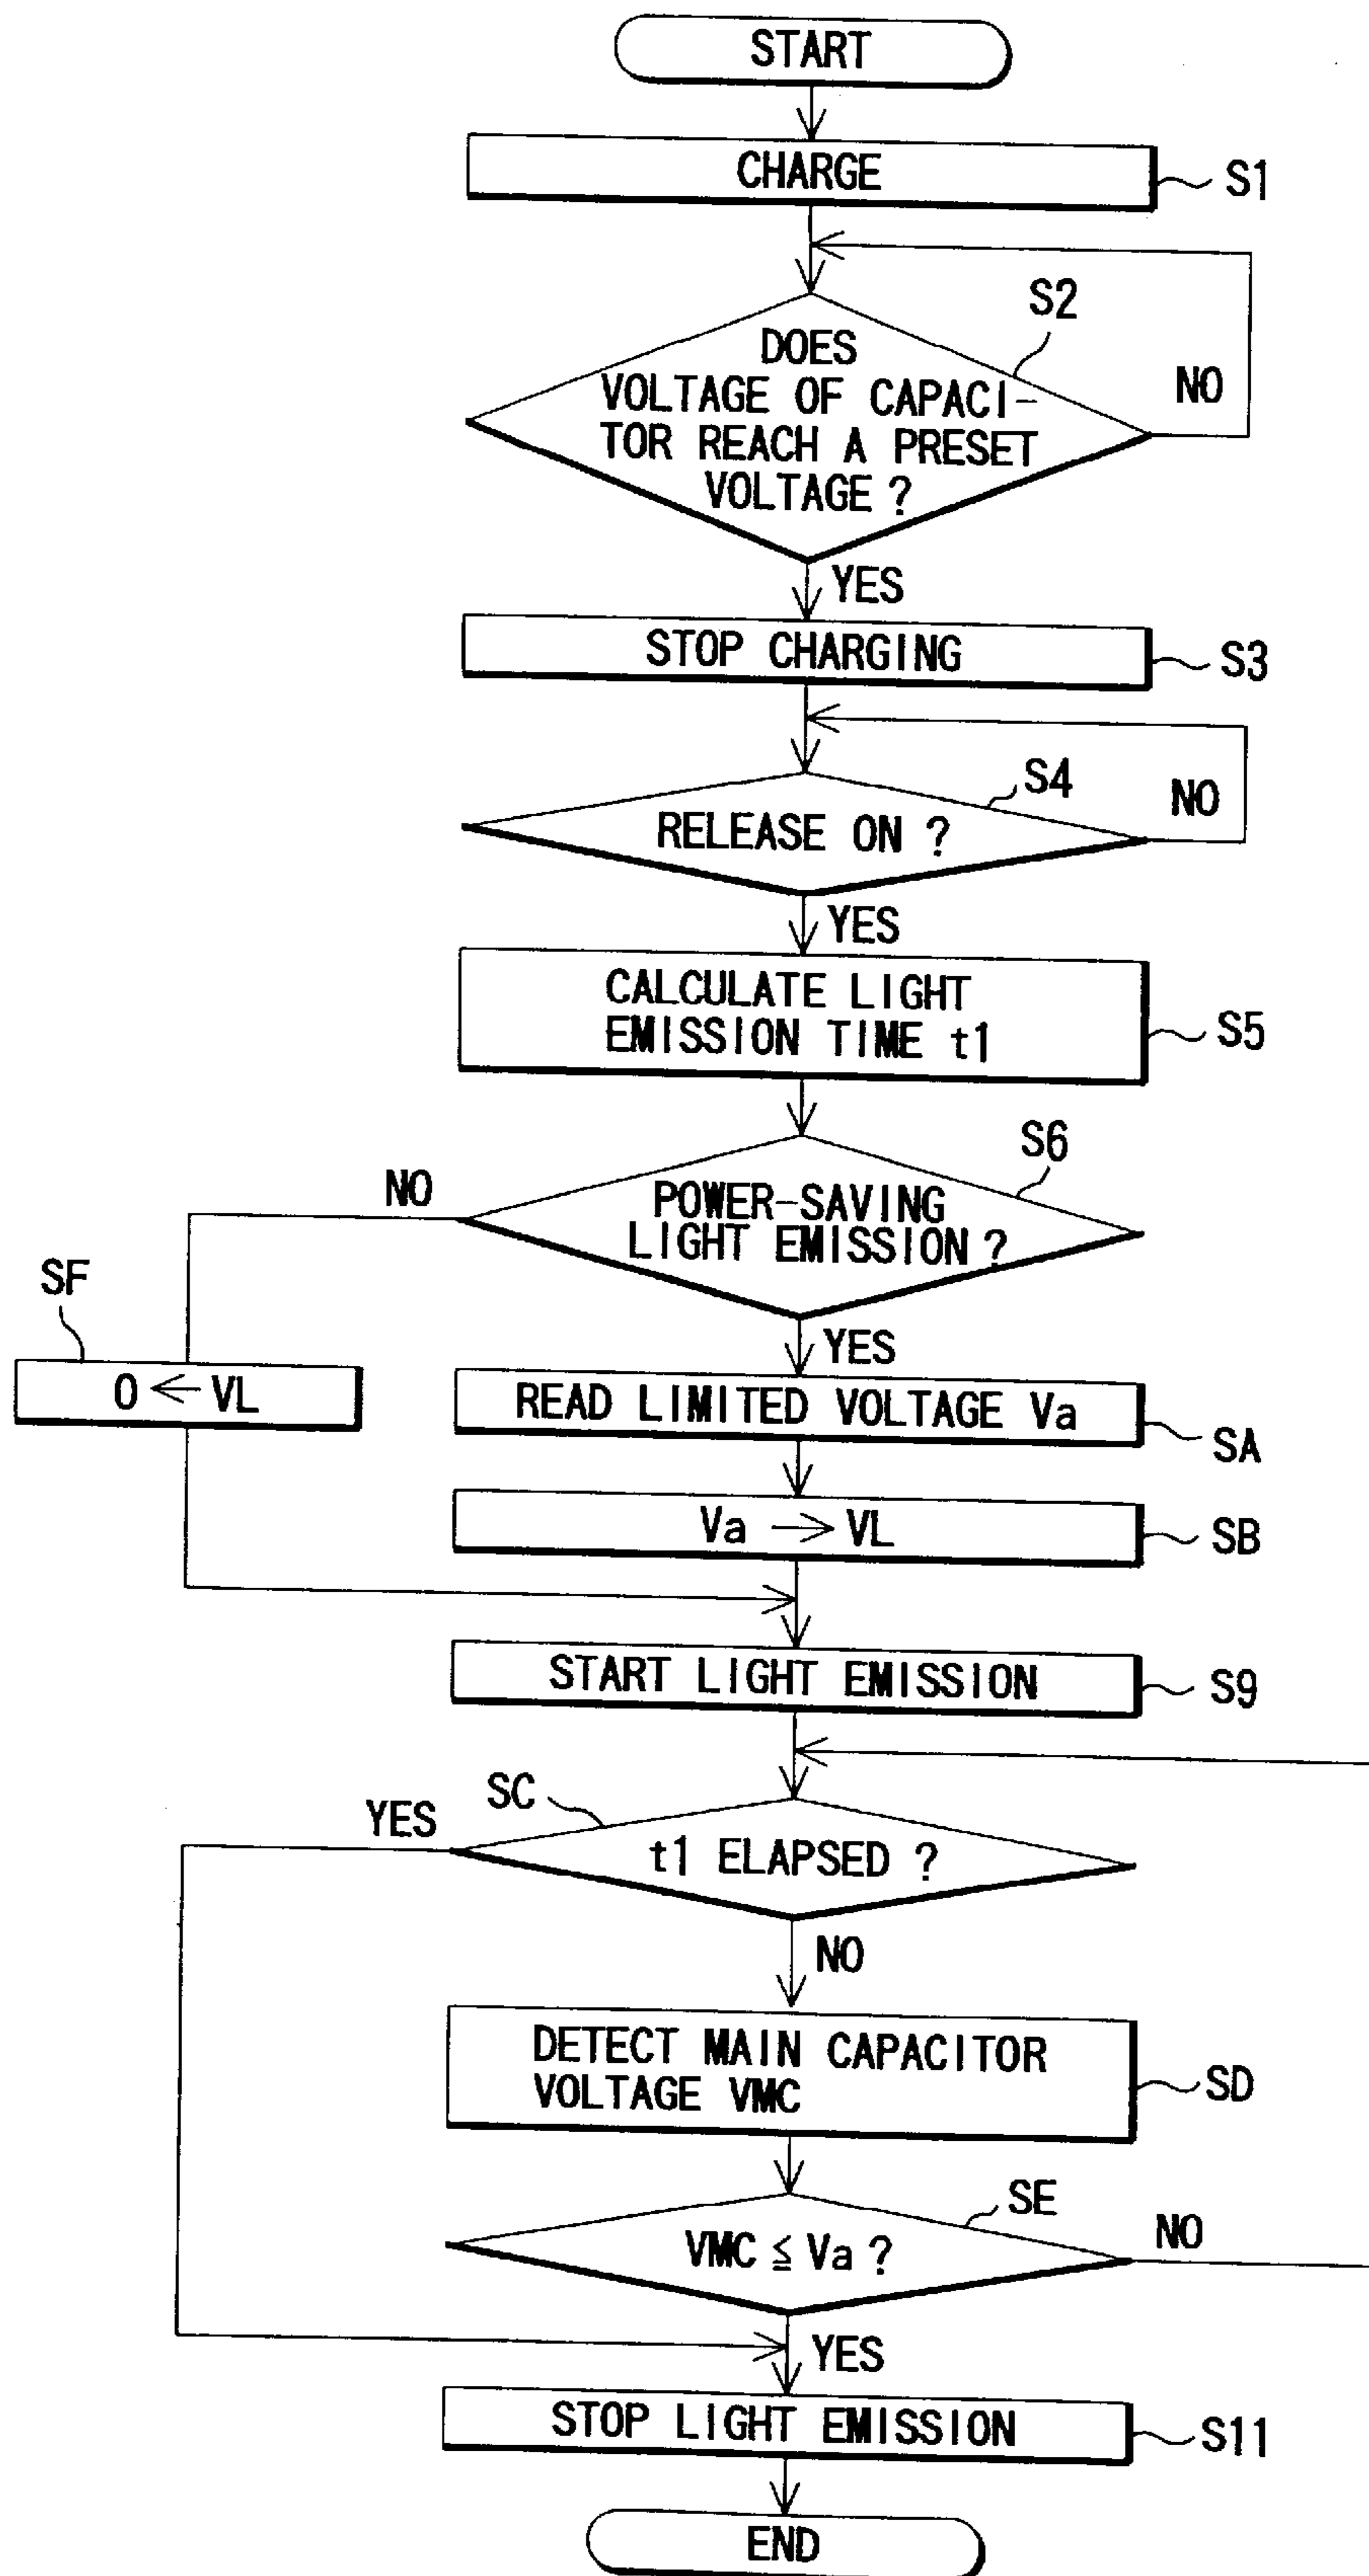 START
CHARGE
S1
S2
DOES
VOLTAGE OF CAPACI-
TOR REACH A PRESET
VOLTAGE ?
NO
YES
STOP CHARGING
S3
S4
RELEASE ON ?
NO
YES
CALCULATE LIGHT
EMISSION TIME t1
S5
S6
NO
POWER-SAVING
LIGHT EMISSION ?
SF
YES
0 ← VL
READ LIMITED VOLTAGE Va
SA
Va → VL
SB
START LIGHT EMISSION
S9
SC
YES
t1 ELAPSED ?
NO
DETECT MAIN CAPACITOR
VOLTAGE VMC
SD
SE
VMC ≦ Va ?
NO
YES
STOP LIGHT EMISSION
S11
END